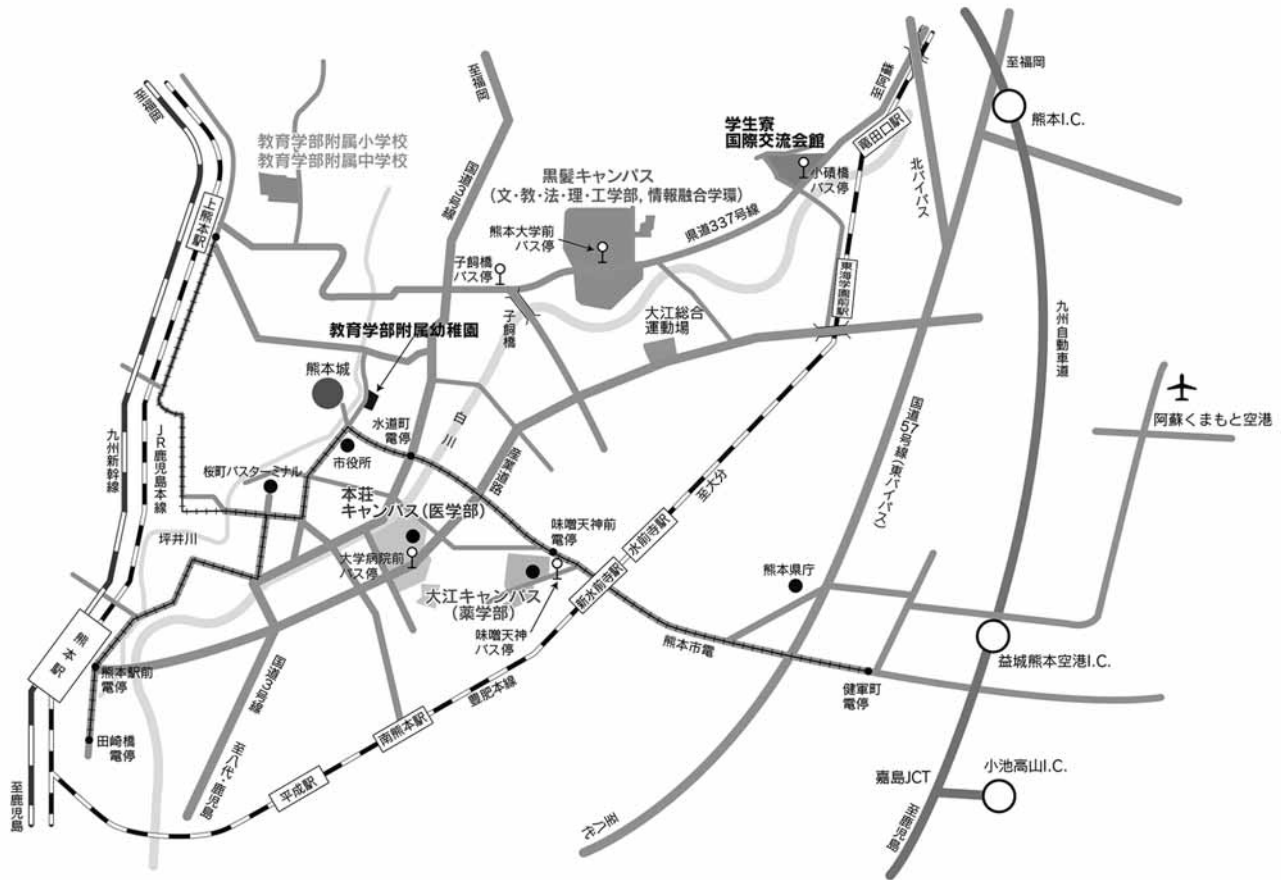 至福岡
熊本I.C.
至福岡
至福岡
至阿蘇
竜田口駅
学生寮
国際交流会館
小磧橋
バス停
北バイパス
教育学部附属小学校
教育学部附属中学校
国道3号線
黒髪キャンパス
(文・教・法・理・工学部, 情報融合学環)
県道337号線
熊本大学前
バス停
上熊本駅
子飼橋
バス停
子飼橋
東海学園前駅
大江総合
運動場
九州自動車道
教育学部附属幼稚園
熊本城
水道町
電停
白川
阿蘇くまもと空港
国道57号線(東バイパス)
九州新幹線
JR鹿児島本線
市役所
桜町バスターミナル
産業道路
至大分
本荘
キャンパス(医学部)
坪井川
大学病院前
バス停
味噌天神前
電停
水前寺駅
新水前寺駅
大江キャンパス
(薬学部)
味噌天神
バス停
熊本県庁
熊本市電
益城熊本空港I.C.
熊本駅
熊本駅前
電停
国道3号線
豊肥本線
健軍町
電停
南熊本駅
田崎橋
電停
至八代・鹿児島
平成駅
嘉島JCT
小池高山I.C.
至鹿児島
至八代
至鹿児島